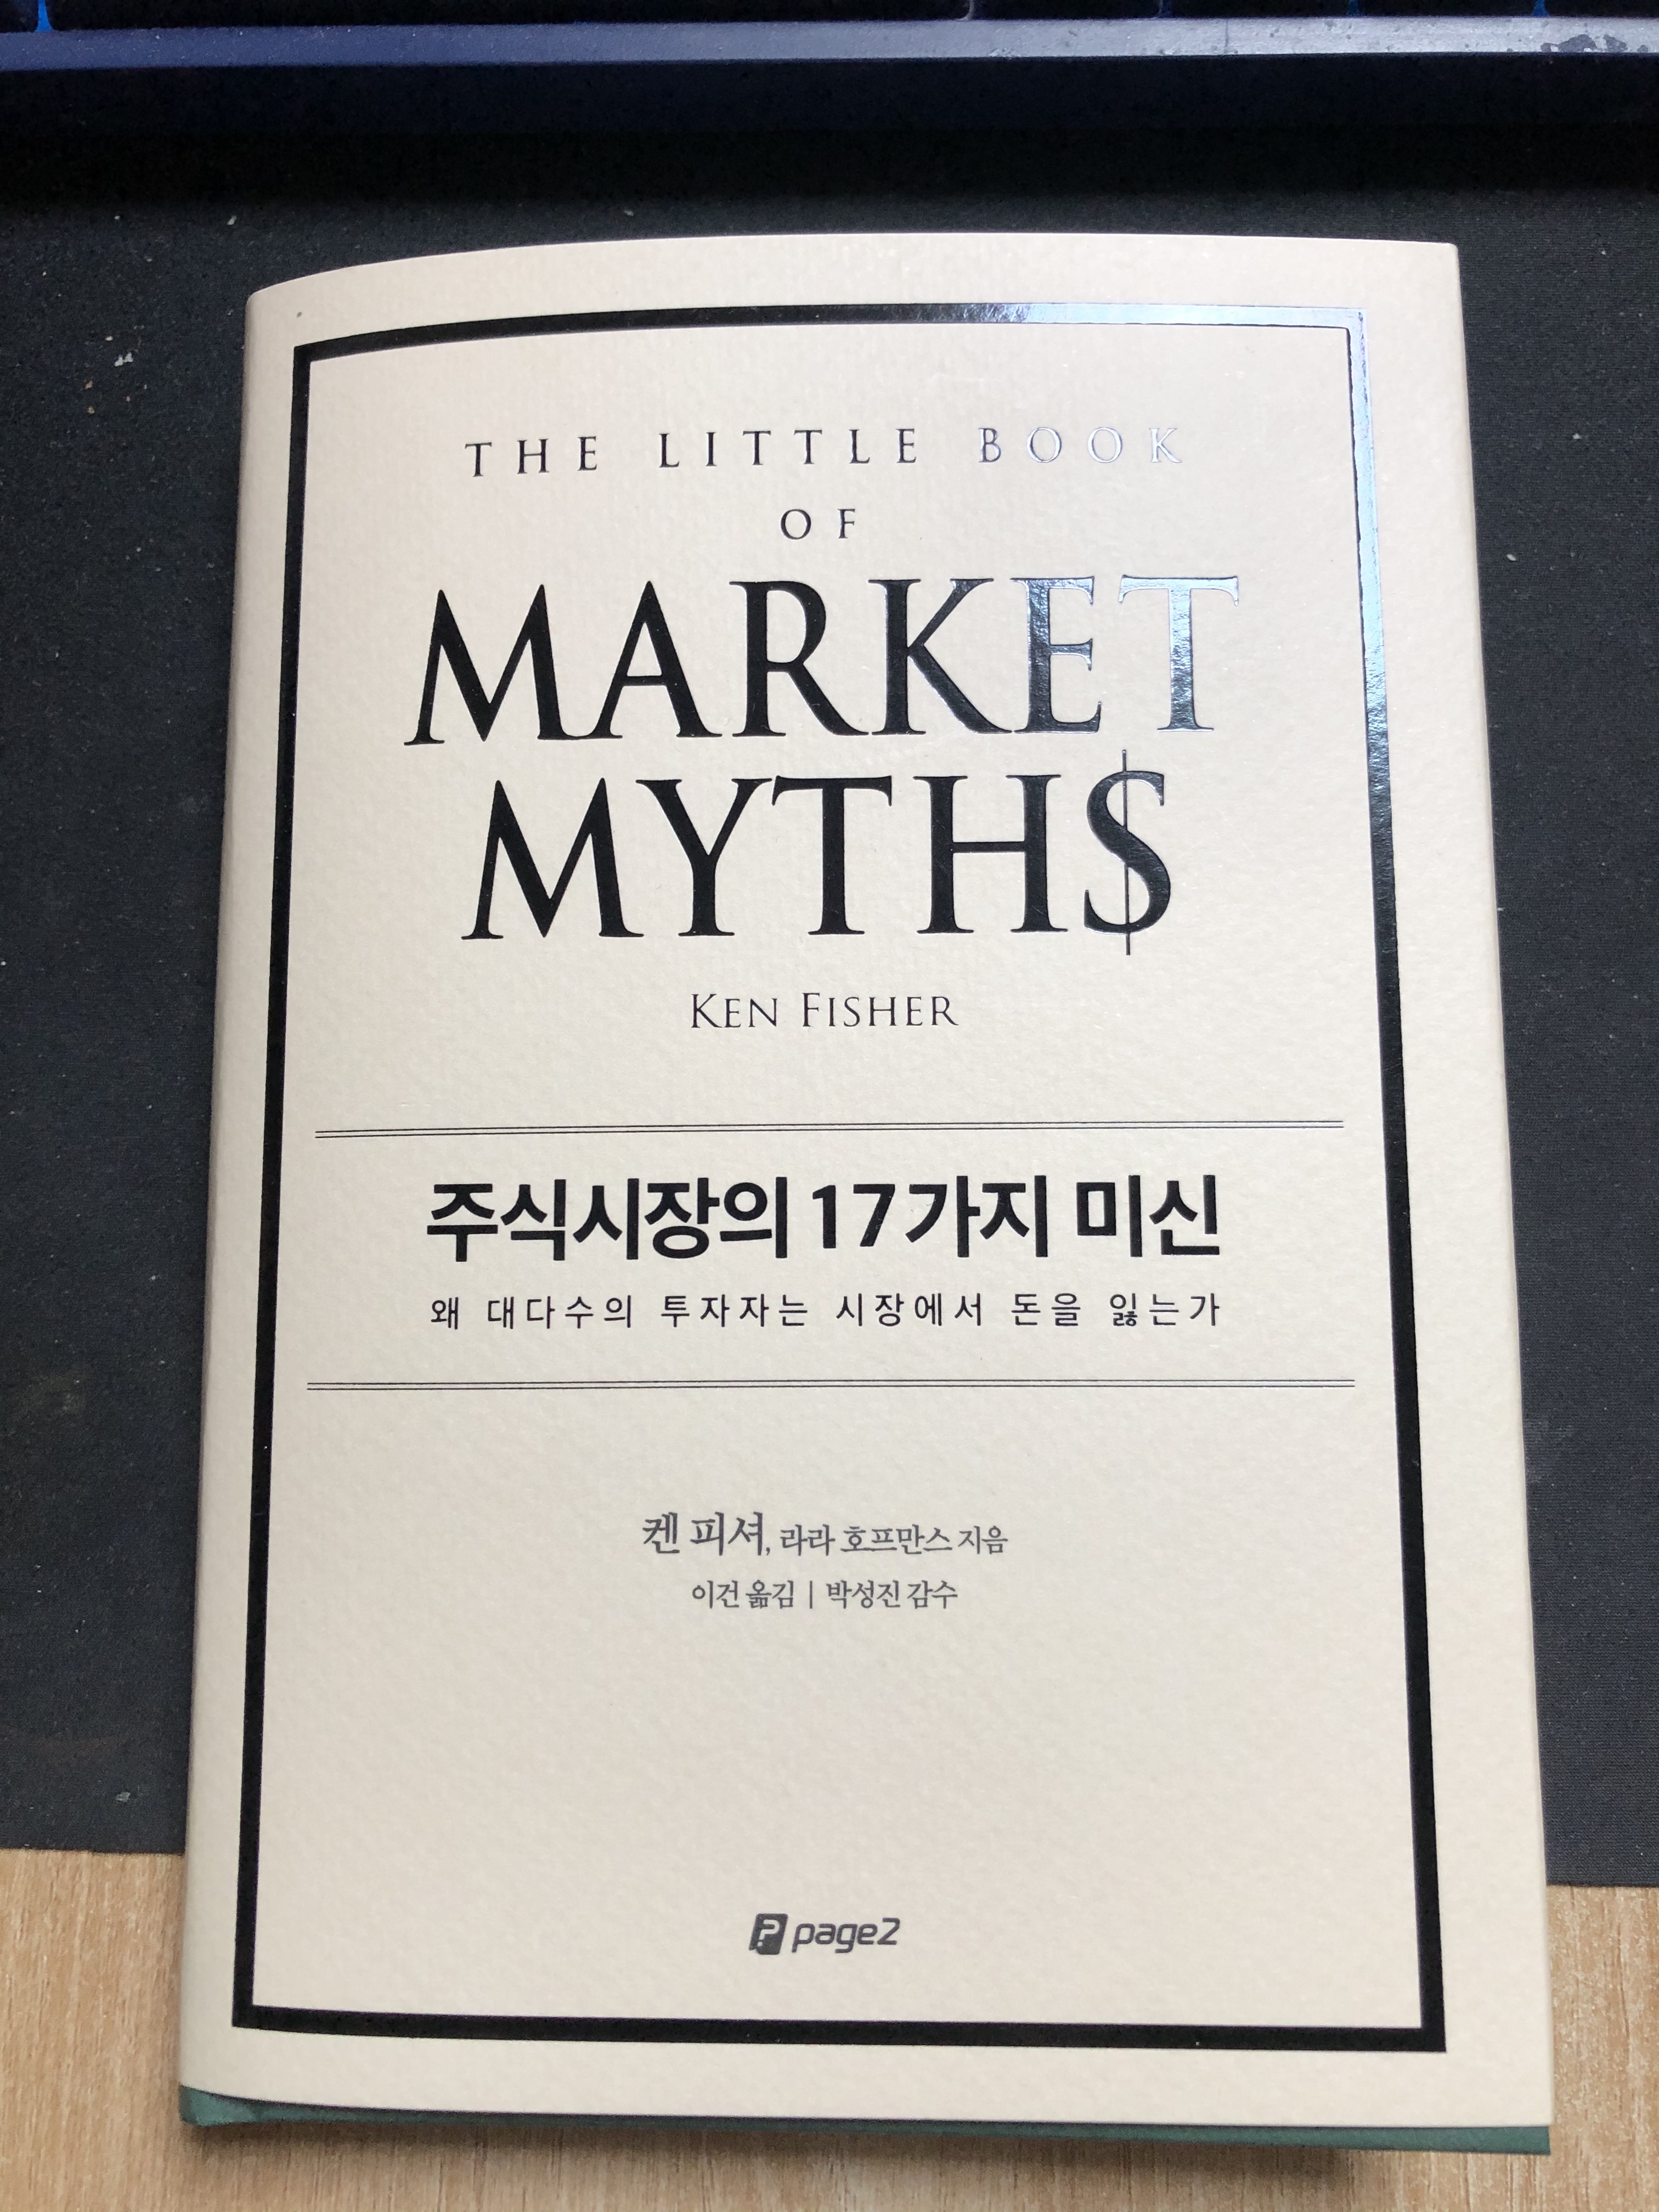 THE LITTLE BOOK
OF
MARKET
MYTH$
KEN FISHER
주식시장의 17가지 미신
왜 대다수의 투자자는 시장에서 돈을 잃는가
켄 피셔, 라라 호프만스 지음
이건 옮김 | 박성진 감수
page2